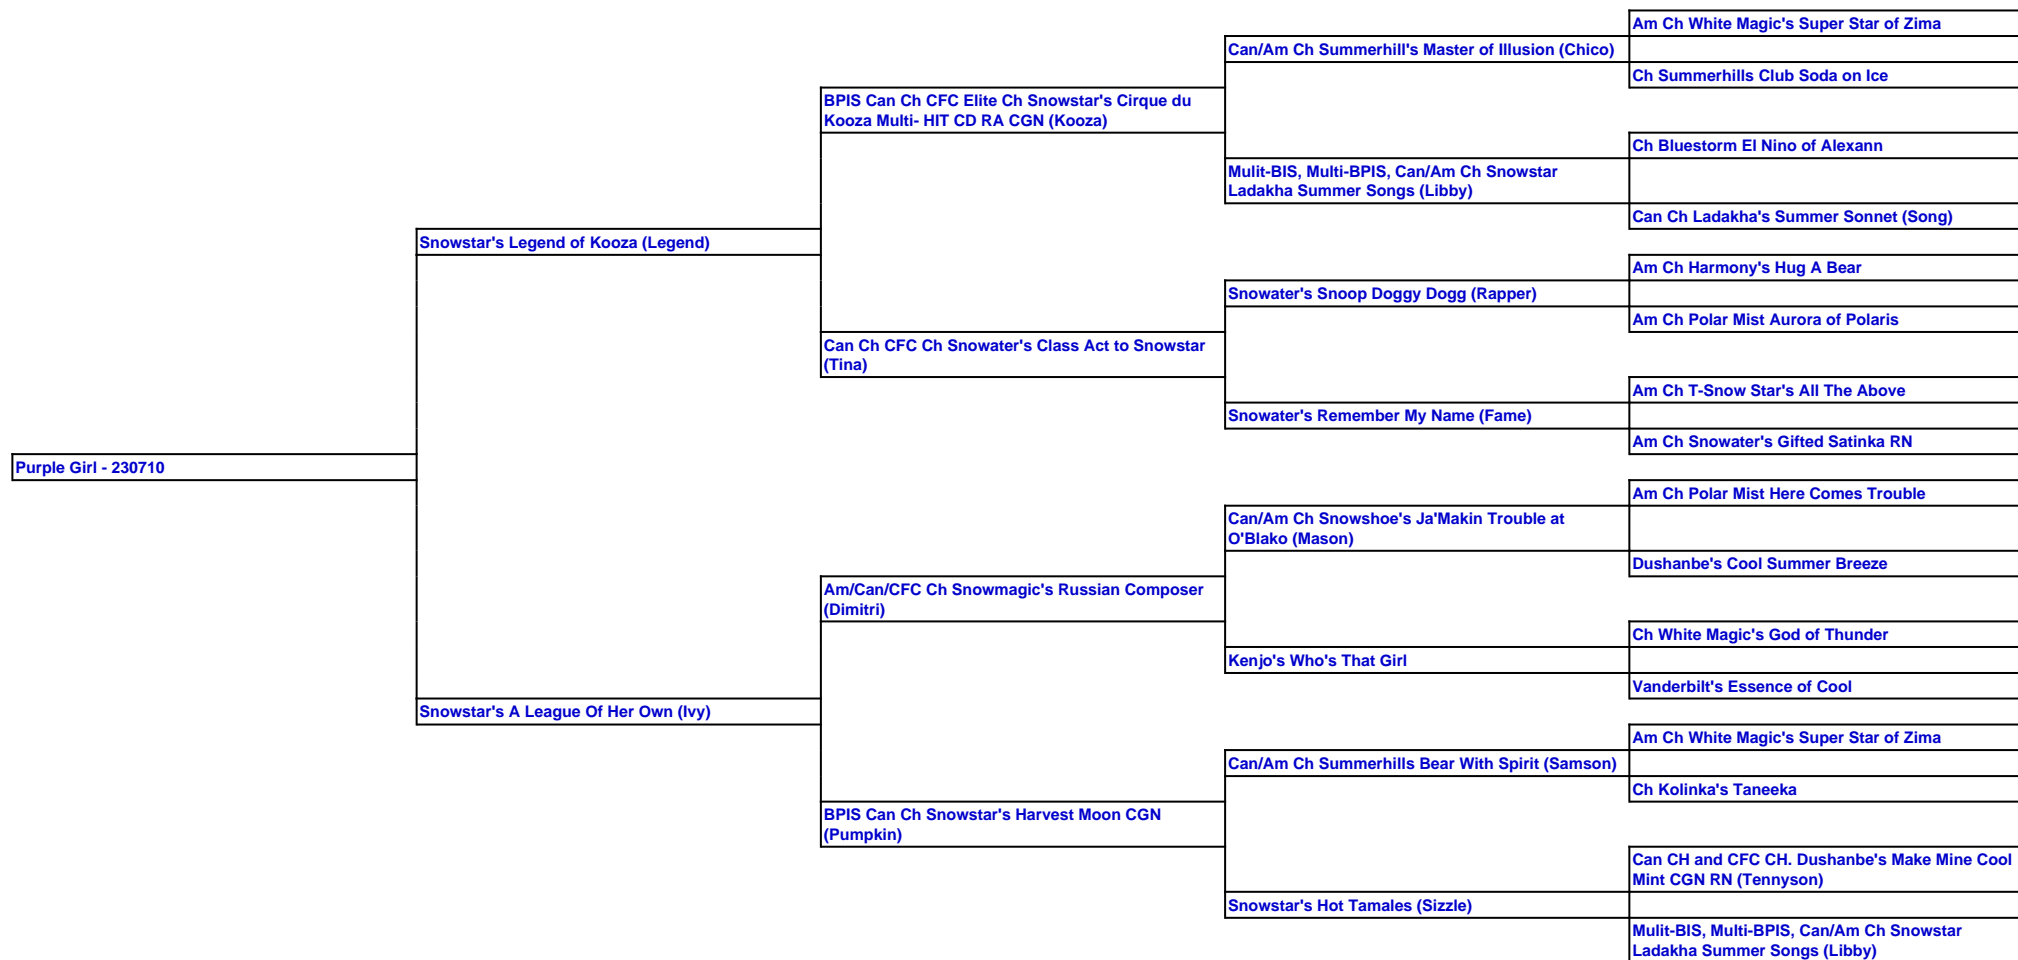 Am Ch White Magic's Super Star of Zima
Can/Am Ch Summerhill's Master of Illusion (Chico)
Ch Summerhills Club Soda on Ice
BPIS Can Ch CFC Elite Ch Snowstar's Cirque du
Kooza Multi- HIT CD RA CGN (Kooza)
Ch Bluestorm El Nino of Alexann
Mulit-BIS, Multi-BPIS, Can/Am Ch Snowstar
Ladakha Summer Songs (Libby)
Can Ch Ladakha's Summer Sonnet (Song)
Snowstar's Legend of Kooza (Legend)
Am Ch Harmony's Hug A Bear
Snowater's Snoop Doggy Dogg (Rapper)
Am Ch Polar Mist Aurora of Polaris
Can Ch CFC Ch Snowater's Class Act to Snowstar
(Tina)
Am Ch T-Snow Star's All The Above
Snowater's Remember My Name (Fame)
Am Ch Snowater's Gifted Satinka RN
Purple Girl - 230710
Am Ch Polar Mist Here Comes Trouble
Can/Am Ch Snowshoe's Ja'Makin Trouble at
O'Blako (Mason)
Dushanbe's Cool Summer Breeze
Am/Can/CFC Ch Snowmagic's Russian Composer
(Dimitri)
Ch White Magic's God of Thunder
Kenjo's Who's That Girl
Vanderbilt's Essence of Cool
Snowstar's A League Of Her Own (Ivy)
Am Ch White Magic's Super Star of Zima
Can/Am Ch Summerhills Bear With Spirit (Samson)
Ch Kolinka's Taneeka
BPIS Can Ch Snowstar's Harvest Moon CGN
(Pumpkin)
Can CH and CFC CH. Dushanbe's Make Mine Cool
Mint CGN RN (Tennyson)
Snowstar's Hot Tamales (Sizzle)
Mulit-BIS, Multi-BPIS, Can/Am Ch Snowstar
Ladakha Summer Songs (Libby)